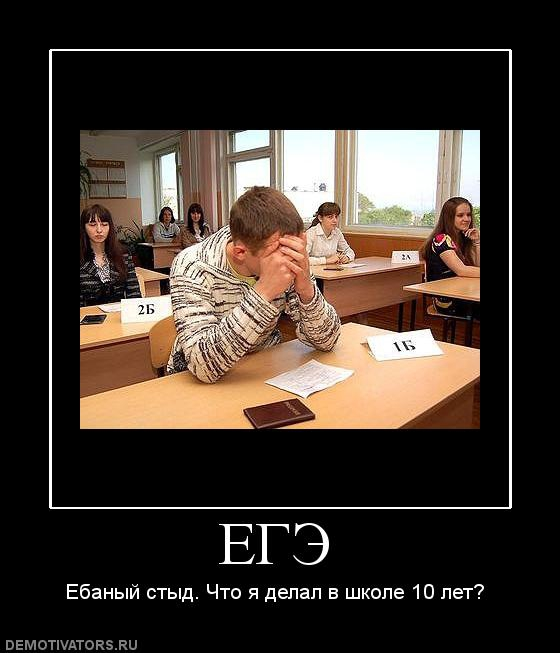 2Б
2А
1Б
ЕГЭ
Ебаный стыд. Что я делал в школе 10 лет?
DEMOTIVATORS.RU